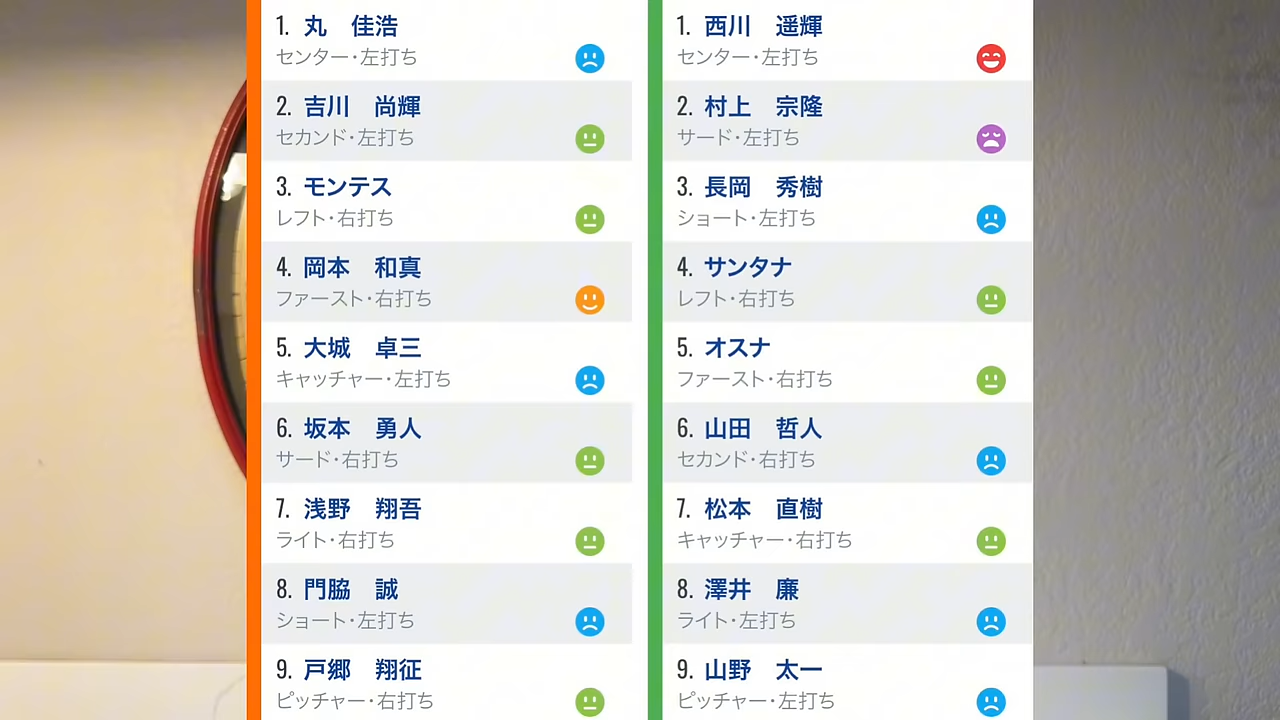 1. 丸　佳浩
センター・左打ち
2. 吉川　尚輝
セカンド・左打ち
3. モンテス
レフト・右打ち
4. 岡本　和真
ファースト・右打ち
5. 大城　卓三
キャッチャー・左打ち
6. 坂本　勇人
サード・右打ち
7. 浅野　翔吾
ライト・右打ち
8. 門脇　誠
ショート・左打ち
9. 戸郷　翔征
ピッチャー・右打ち
1. 西川　遥輝
センター・左打ち
2. 村上　宗隆
サード・左打ち
3. 長岡　秀樹
ショート・左打ち
4. サンタナ
レフト・右打ち
5. オスナ
ファースト・右打ち
6. 山田　哲人
セカンド・右打ち
7. 松本　直樹
キャッチャー・右打ち
8. 澤井　廉
ライト・左打ち
9. 山野　太一
ピッチャー・左打ち